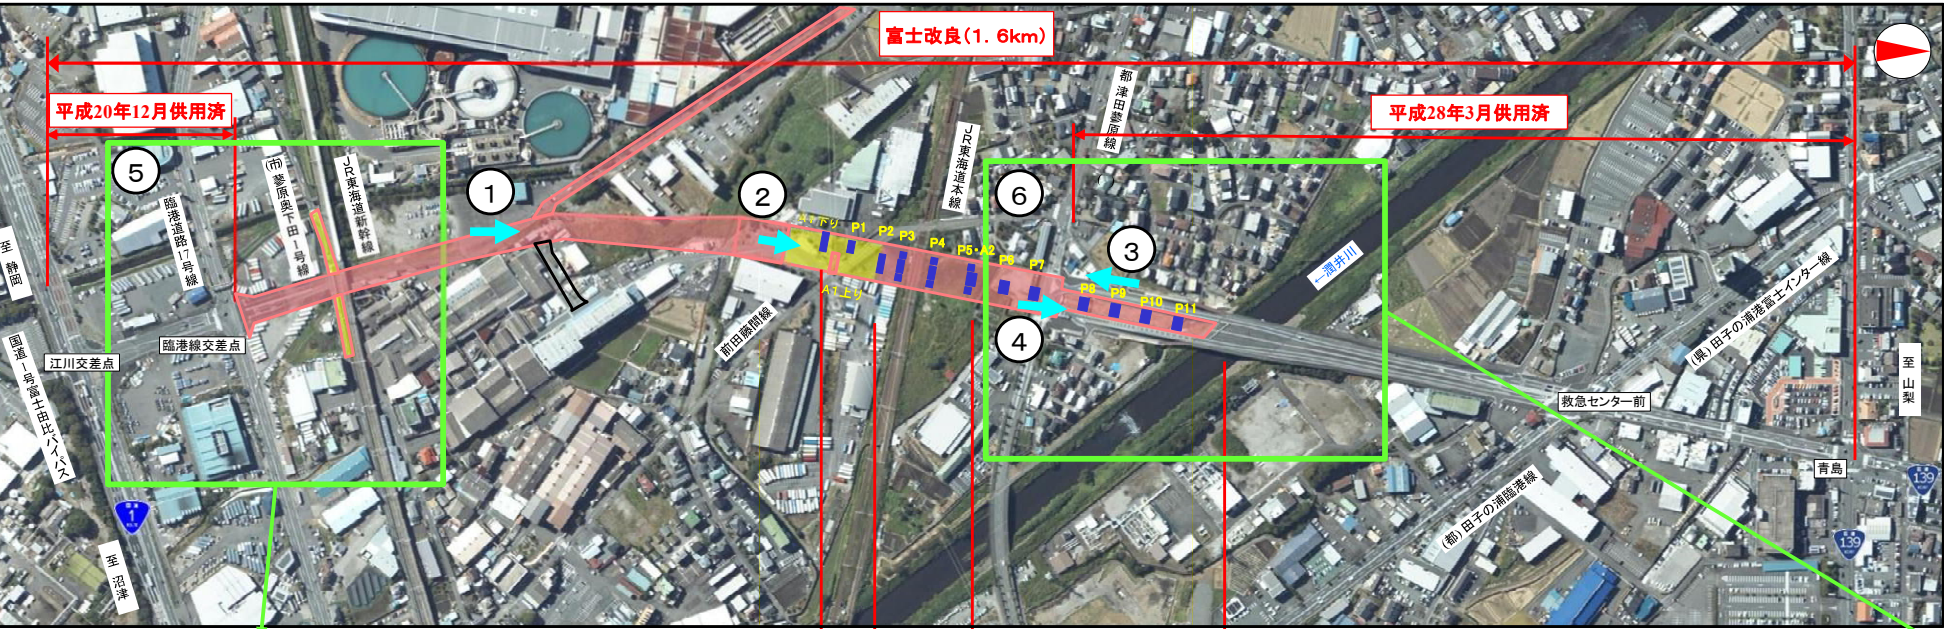 富士改良(1.6km)
平成20年12月供用済
平成28年3月供用済
都 津田蓼原線
JR東海道本線
(市)蓼原奥下田1号線
JR東海道新幹線
臨港道路17号線
⑤
①
②
⑥
③
④
A1下り
P1
P2
P3
P4
P5・A2
P6
P7
P8
P9
P10
P11
A1上り
←潤井川
(県)田子の浦港富士インター線
至 静岡
前田藤間線
臨港線交差点
江川交差点
国道1号富士由比バイパス
至 山梨
救急センター前
青島
139
1
(都)田子の浦臨港線
139
至 沼津